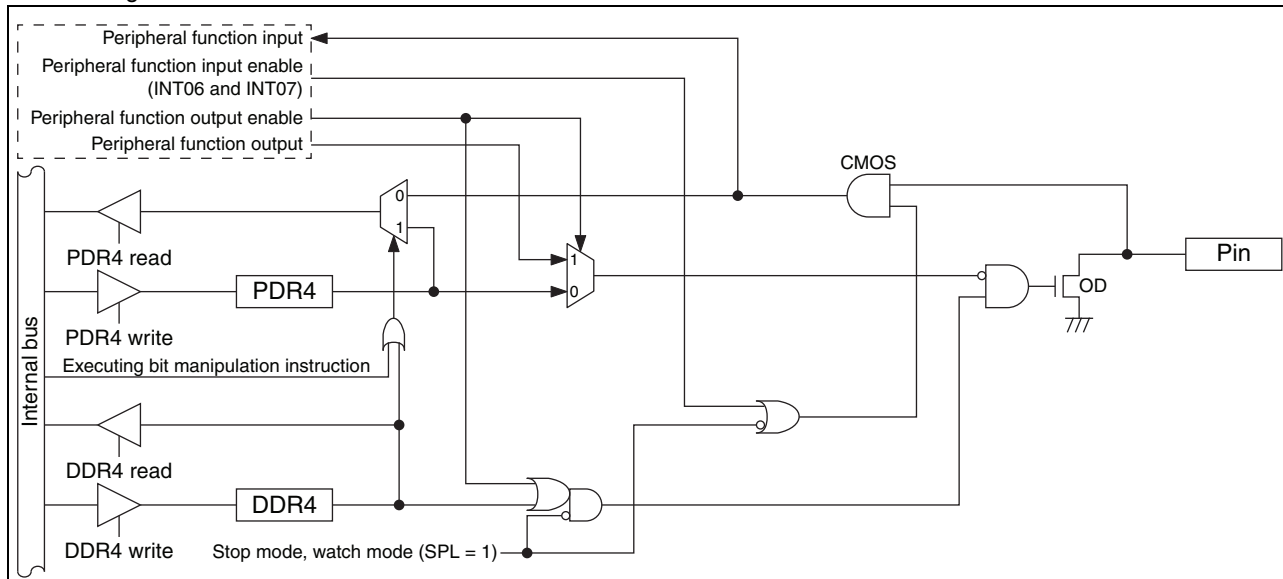 Peripheral function input
Peripheral function input enable
(INT06 and INT07)
Peripheral function output enable
Peripheral function output
CMOS
0
1
PDR4 read
1
0
Pin
PDR4
OD
PDR4 write
Executing bit manipulation instruction
Internal bus
DDR4 read
DDR4
DDR4 write
Stop mode, watch mode (SPL = 1)